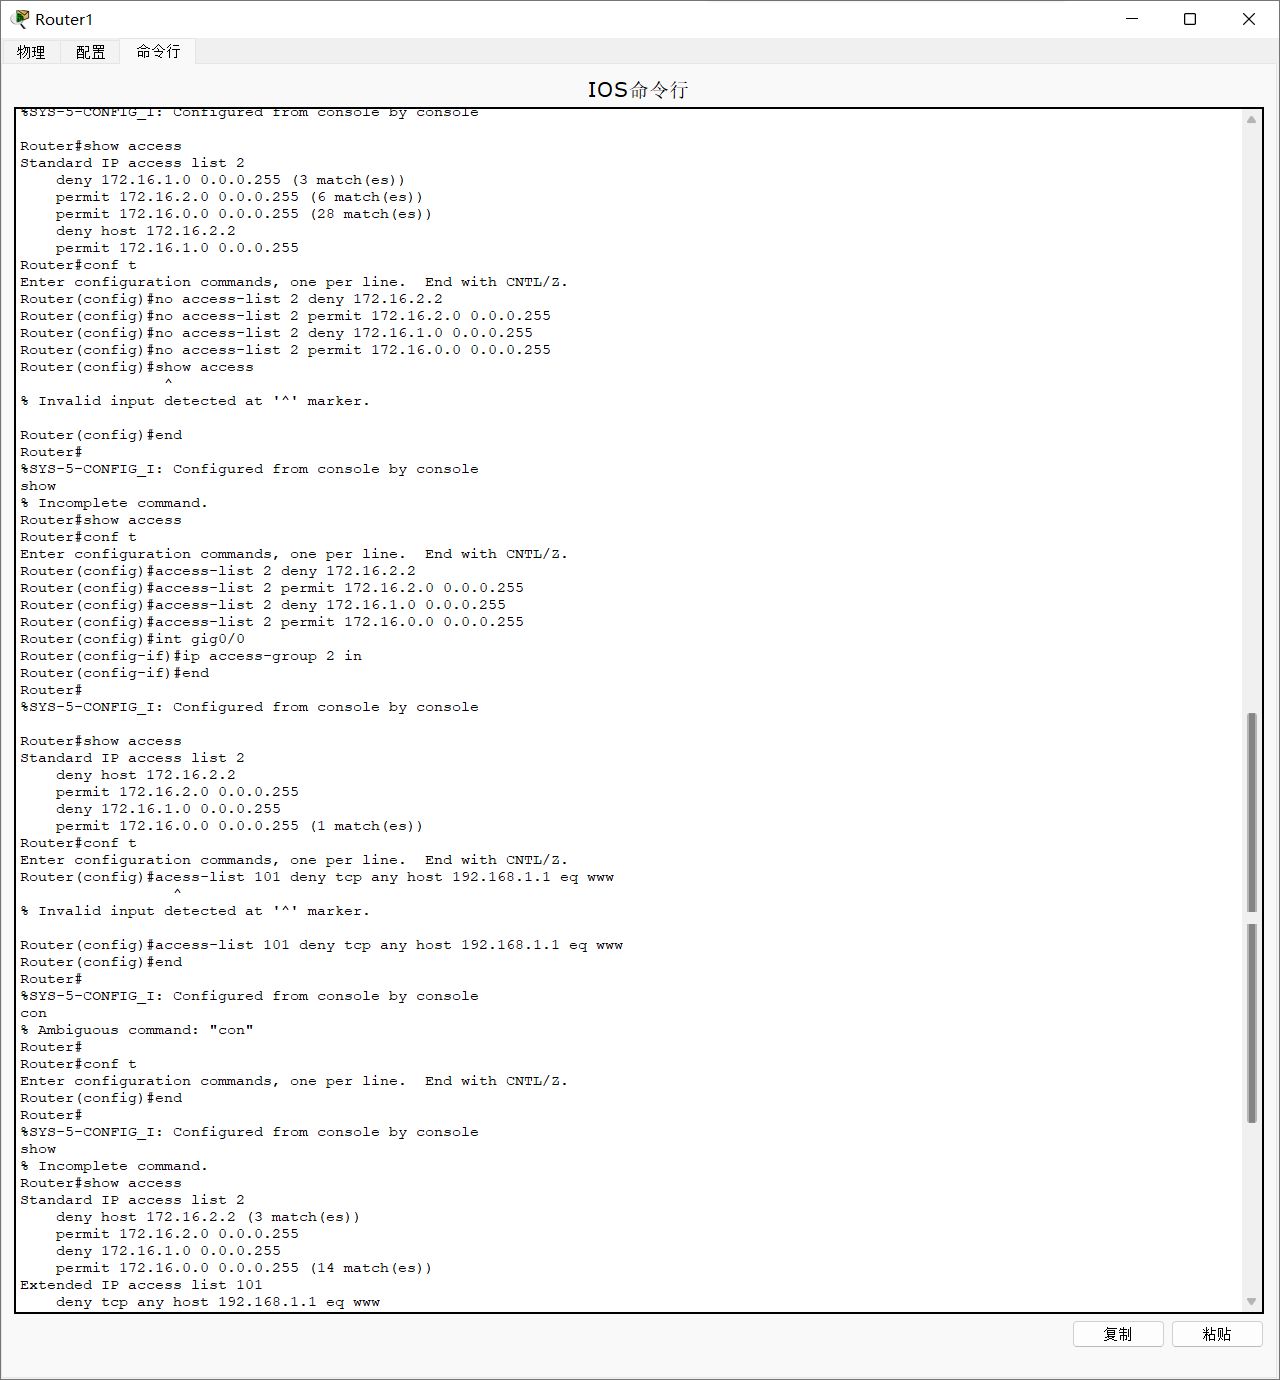 Router1
物理 配置 命令行
IOS命令行
%SYS-5-CONFIG_I: Configured from console by console
Router#show access
Standard IP access list 2
    deny 172.16.1.0 0.0.0.255 (3 match(es))
    permit 172.16.2.0 0.0.0.255 (6 match(es))
    permit 172.16.0.0 0.0.0.255 (28 match(es))
    deny host 172.16.2.2
    permit 172.16.1.0 0.0.0.255
Router#conf t
Enter configuration commands, one per line.  End with CNTL/Z.
Router(config)#no access-list 2 deny 172.16.2.2
Router(config)#no access-list 2 permit 172.16.2.0 0.0.0.255
Router(config)#no access-list 2 deny 172.16.1.0 0.0.0.255
Router(config)#no access-list 2 permit 172.16.0.0 0.0.0.255
Router(config)#show access
                ^
% Invalid input detected at '^' marker.
Router(config)#end
Router#
%SYS-5-CONFIG_I: Configured from console by console
show
% Incomplete command.
Router#show access
Router#conf t
Enter configuration commands, one per line.  End with CNTL/Z.
Router(config)#access-list 2 deny 172.16.2.2
Router(config)#access-list 2 permit 172.16.2.0 0.0.0.255
Router(config)#access-list 2 deny 172.16.1.0 0.0.0.255
Router(config)#access-list 2 permit 172.16.0.0 0.0.0.255
Router(config)#int gig0/0
Router(config-if)#ip access-group 2 in
Router(config-if)#end
Router#
%SYS-5-CONFIG_I: Configured from console by console
Router#show access
Standard IP access list 2
    deny host 172.16.2.2
    permit 172.16.2.0 0.0.0.255
    deny 172.16.1.0 0.0.0.255
    permit 172.16.0.0 0.0.0.255 (1 match(es))
Router#conf t
Enter configuration commands, one per line.  End with CNTL/Z.
Router(config)#acess-list 101 deny tcp any host 192.168.1.1 eq www
                 ^
% Invalid input detected at '^' marker.
Router(config)#access-list 101 deny tcp any host 192.168.1.1 eq www
Router(config)#end
Router#
%SYS-5-CONFIG_I: Configured from console by console
con
% Ambiguous command: "con"
Router#
Router#conf t
Enter configuration commands, one per line.  End with CNTL/Z.
Router(config)#end
Router#
%SYS-5-CONFIG_I: Configured from console by console
show
% Incomplete command.
Router#show access
Standard IP access list 2
    deny host 172.16.2.2 (3 match(es))
    permit 172.16.2.0 0.0.0.255
    deny 172.16.1.0 0.0.0.255
    permit 172.16.0.0 0.0.0.255 (14 match(es))
Extended IP access list 101
    deny tcp any host 192.168.1.1 eq www
复制 粘贴